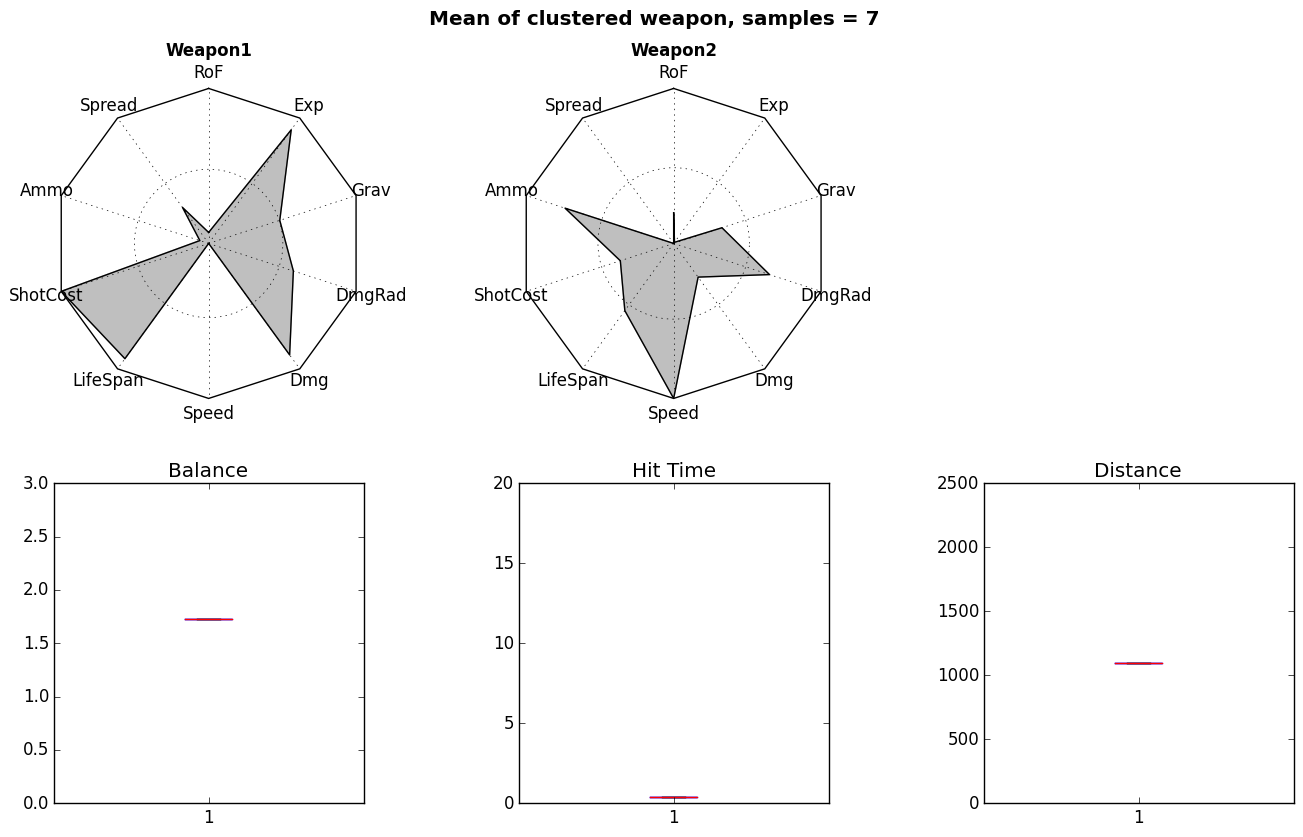 Mean of clustered weapon, samples = 7
Weapon1
RoF
Spread
Exp
Ammo
Grav
ShotCost
DmgRad
LifeSpan
Dmg
Speed
Weapon2
RoF
Spread
Exp
Ammo
Grav
ShotCost
DmgRad
LifeSpan
Dmg
Speed
Balance
3.0
2.5
2.0
1.5
1.0
0.5
0.0
1
Hit Time
20
15
10
5
0
1
Distance
2500
2000
1500
1000
500
0
1